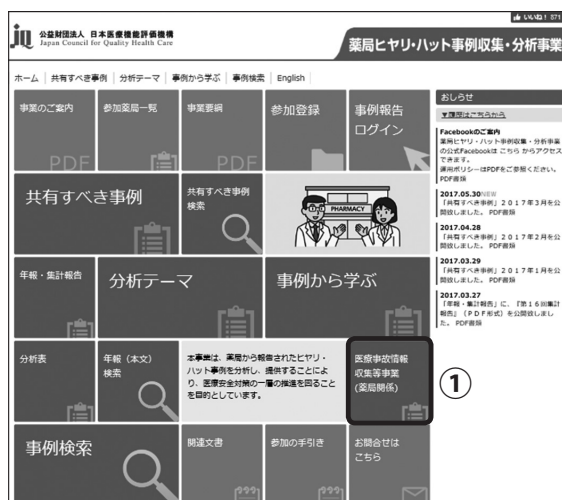 いいね! 371
公益財団法人 日本医療機能評価機構
Japan Council for Quality Health Care
薬局ヒヤリ・ハット事例収集・分析事業
ホーム 共有すべき事例 分析テーマ 事例から学ぶ 事例検索 English
事業のご案内
PDF
参加薬局一覧
事業要綱
PDF
参加登録
事例報告
ログイン
共有すべき事例
共有すべき事例
検索
PHARMACY
年報・集計報告
分析テーマ
事例から学ぶ
分析表
年報（本文）
検索
本事業は、薬局から報告されたヒヤリ・
ハット事例を分析し、提供することによ
り、医療安全対策の一層の推進を図ること
を目的としています。
医療事故情報
収集等事業
(薬局関係)
①
事例検索
関連文書
参加の手引き
お問合せは
こちら
おしらせ
▼履歴はこちらから
Facebookのご案内
薬局ヒヤリ・ハット事例収集・分析事業
の公式Facebookは こちら からアクセス
できます。
運用ポリシーはPDFをご参照ください。
PDF書類
2017.05.30NEW
「共有すべき事例」２０１７年３月を公
開致しました。 PDF書類
2017.04.28
「共有すべき事例」２０１７年２月を公
開致しました。 PDF書類
2017.03.29
「共有すべき事例」２０１７年１月を公
開致しました。 PDF書類
2017.03.27
「年報・集計報告」に、「第１６回集計
報告」（ＰＤＦ形式）を公開致しまし
た。 PDF書類